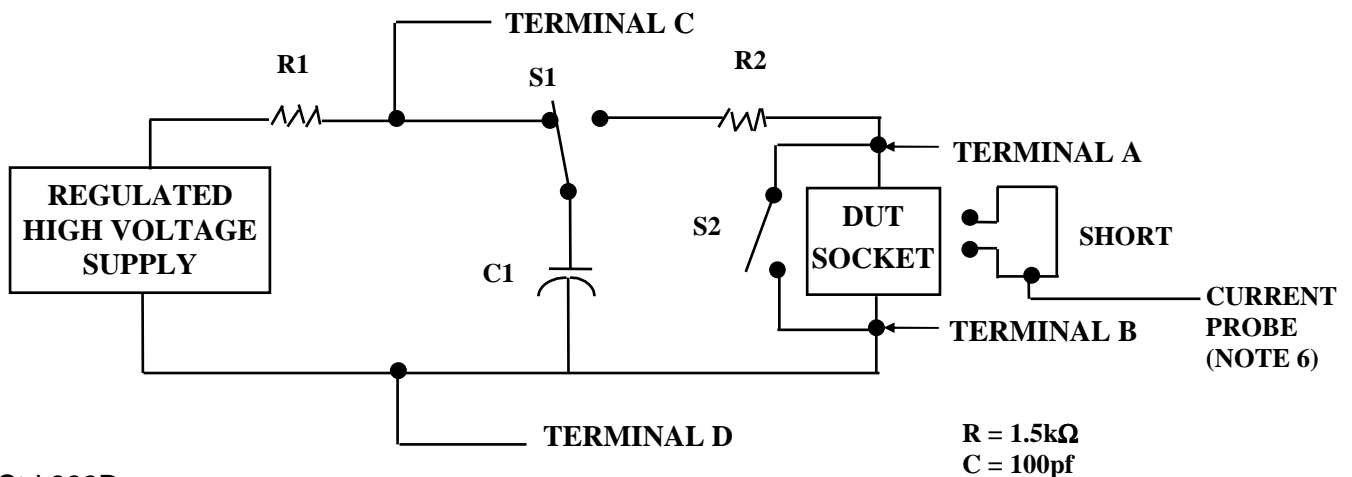 TERMINAL C
R1
S1
R2
TERMINAL A
REGULATED
HIGH VOLTAGE
SUPPLY
C1
S2
DUT
SOCKET
SHORT
TERMINAL B
CURRENT
PROBE
(NOTE 6)
TERMINAL D
R = 1.5kΩ
C = 100pf